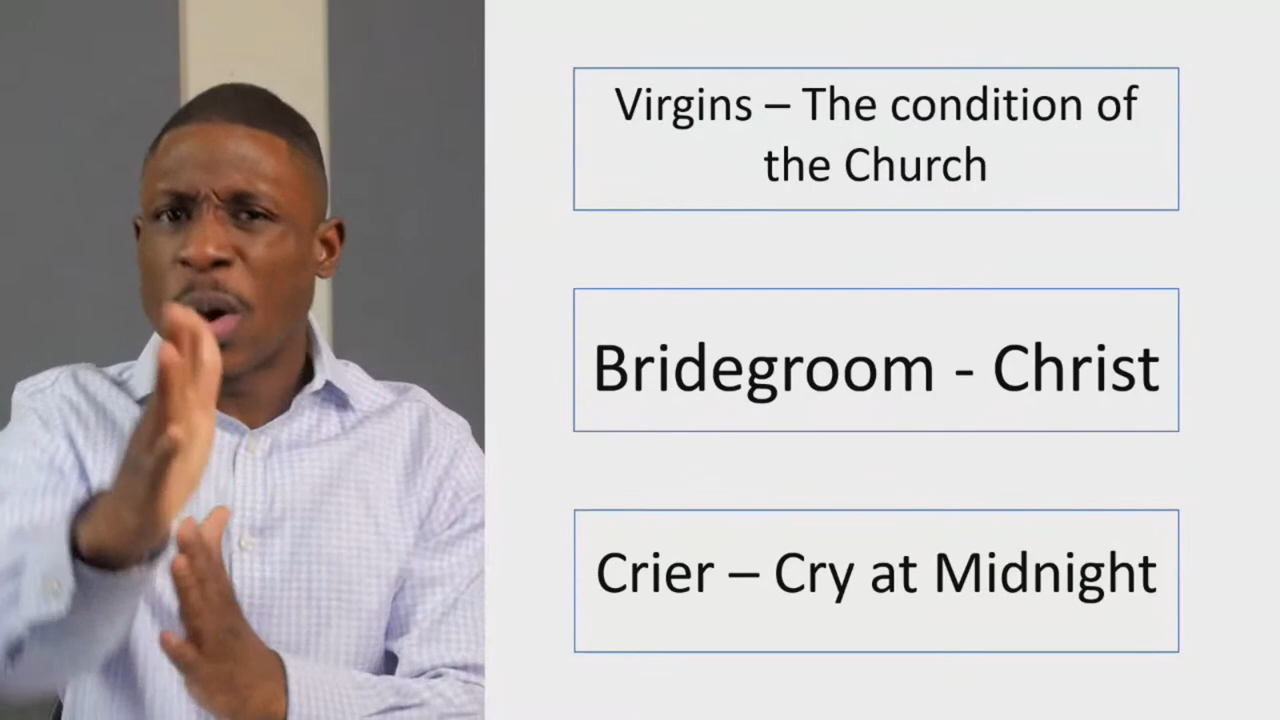 Virgins – The condition of
the Church
Bridegroom - Christ
Crier – Cry at Midnight